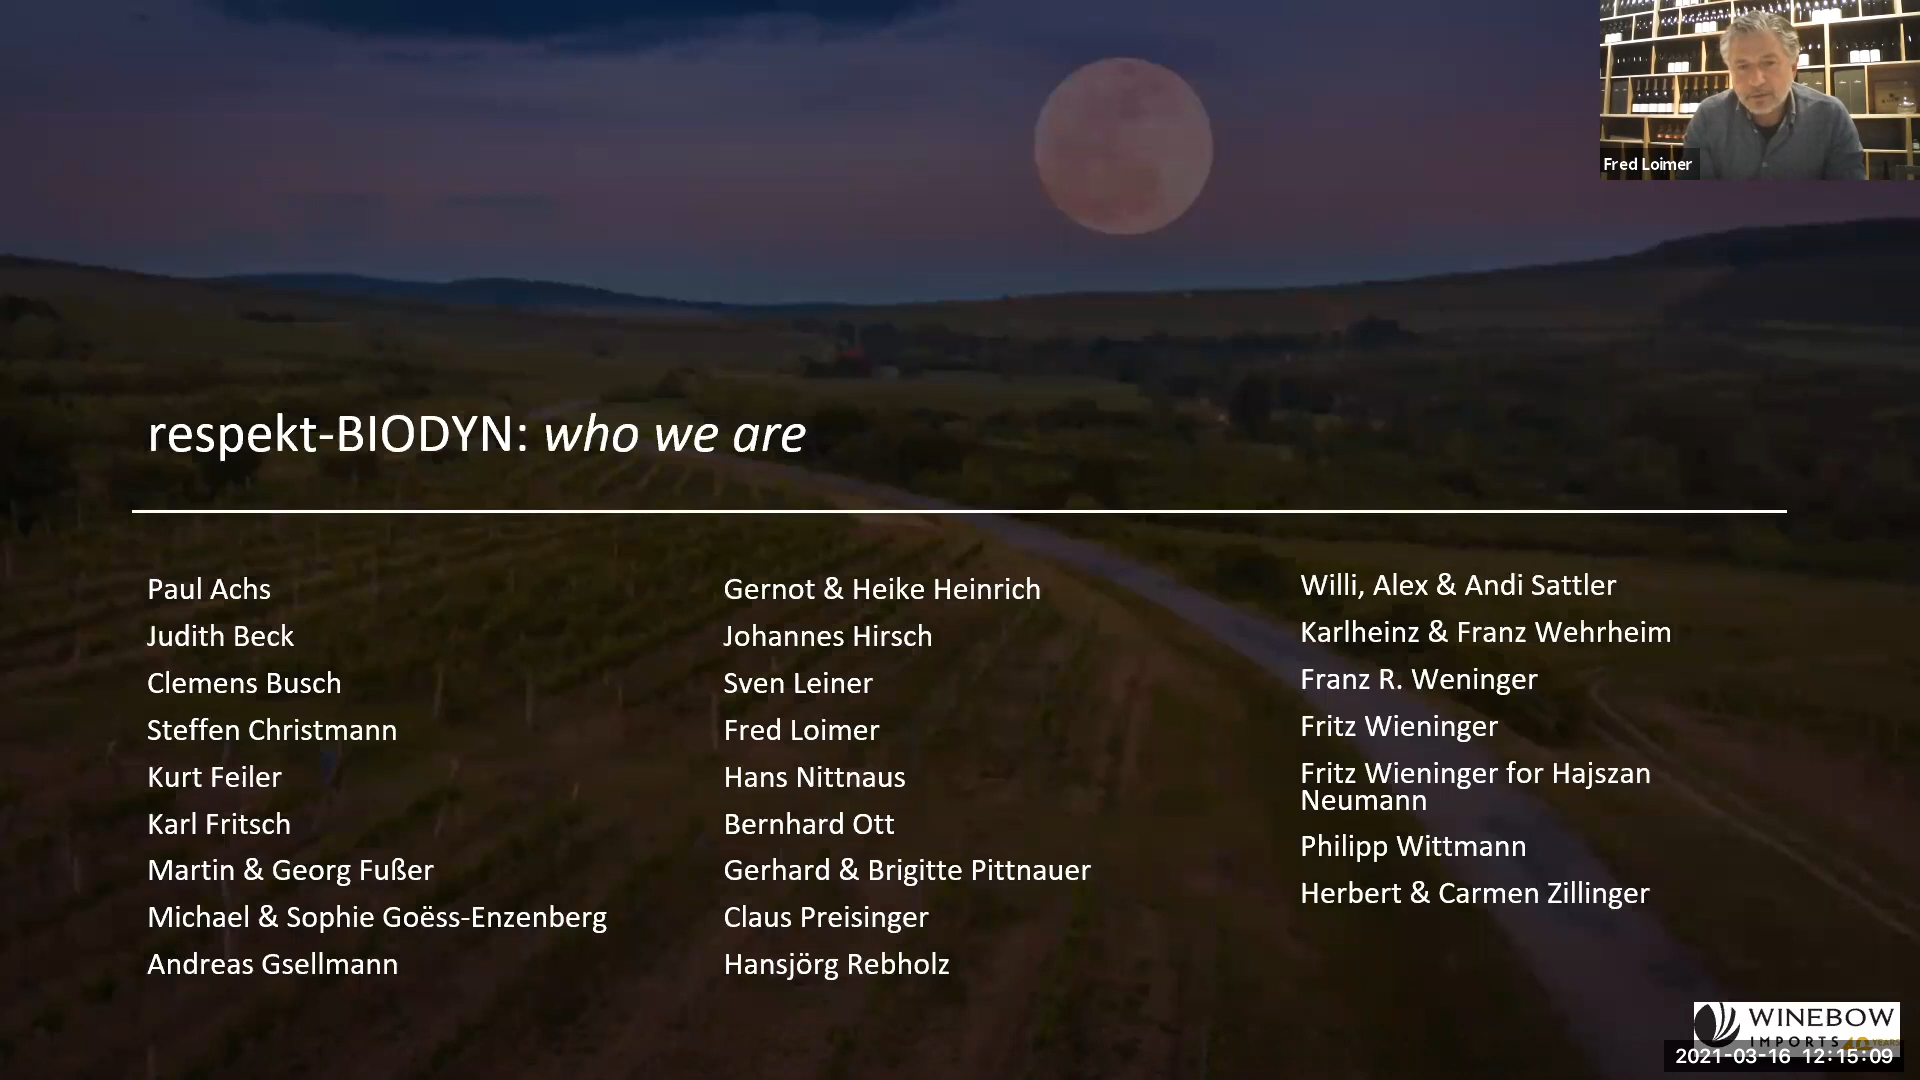 Fred Loimer
respekt-BIODYN: who we are
Paul Achs
Judith Beck
Clemens Busch
Steffen Christmann
Kurt Feiler
Karl Fritsch
Martin & Georg Fußer
Michael & Sophie Goëss-Enzenberg
Andreas Gsellmann
Gernot & Heike Heinrich
Johannes Hirsch
Sven Leiner
Fred Loimer
Hans Nittnaus
Bernhard Ott
Gerhard & Brigitte Pittnauer
Claus Preisinger
Hansjörg Rebholz
Willi, Alex & Andi Sattler
Karlheinz & Franz Wehrheim
Franz R. Weninger
Fritz Wieninger
Fritz Wieninger for Hajszan
Neumann
Philipp Wittmann
Herbert & Carmen Zillinger
WINEBOW
IMPORTS 40 YEARS
2021-03-16 12:15:09